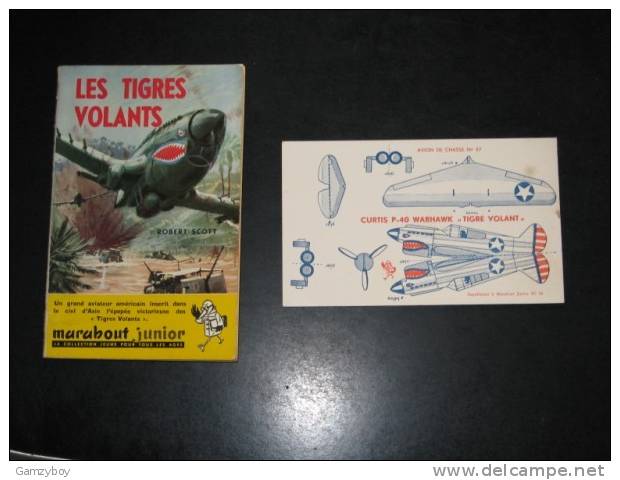 LES TIGRES
VOLANTS
ROBERT SCOTT
Un grand aviateur américain inscrit dans
le ciel d'Asie l'épopée victorieuse des
« Tigres Volants ».
marabout junior
LA COLLECTION JEUNE POUR TOUS LES AGES
AVION DE CHASSE No 57
CURTIS P-40 WARHAWK « TIGRE VOLANT »
Gamzyboy
www.delcampe.net